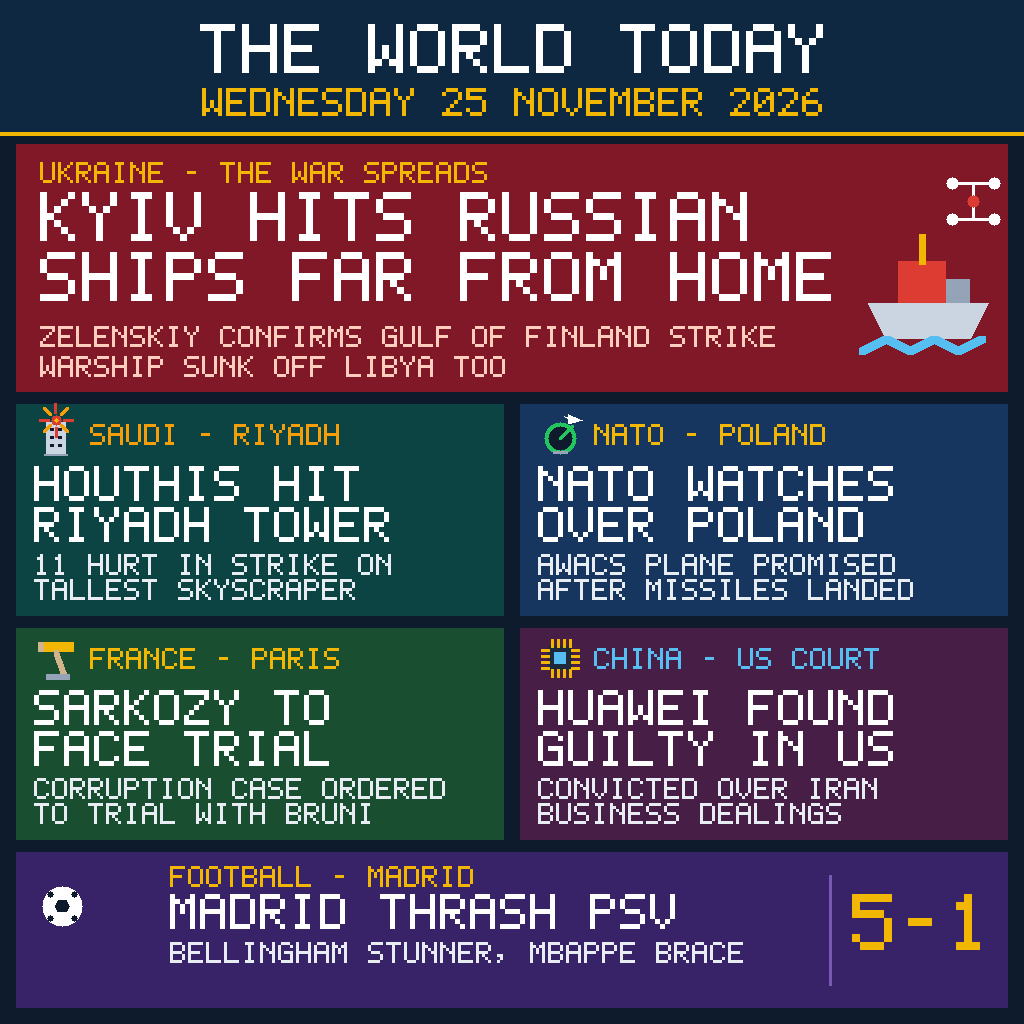 THE WORLD TODAY
WEDNESDAY 25 NOVEMBER 2026
UKRAINE - THE WAR SPREADS
KYIV HITS RUSSIAN
SHIPS FAR FROM HOME
ZELENSKIY CONFIRMS GULF OF FINLAND STRIKE
WARSHIP SUNK OFF LIBYA TOO
SAUDI - RIYADH
HOUTHIS HIT
RIYADH TOWER
11 HURT IN STRIKE ON
TALLEST SKYSCRAPER
NATO - POLAND
NATO WATCHES
OVER POLAND
AWACS PLANE PROMISED
AFTER MISSILES LANDED
FRANCE - PARIS
SARKOZY TO
FACE TRIAL
CORRUPTION CASE ORDERED
TO TRIAL WITH BRUNI
CHINA - US COURT
HUAWEI FOUND
GUILTY IN US
CONVICTED OVER IRAN
BUSINESS DEALINGS
FOOTBALL - MADRID
MADRID THRASH PSV
BELLINGHAM STUNNER, MBAPPE BRACE
5-1